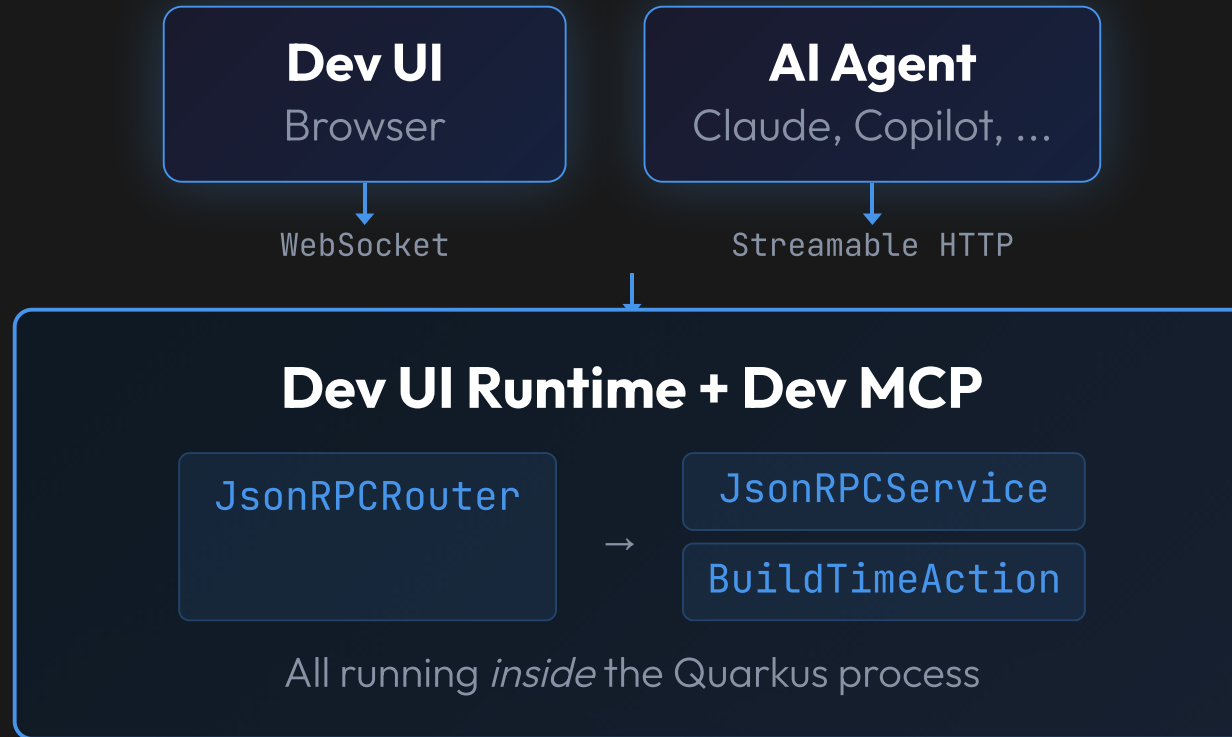 Dev UI
Browser
AI Agent
Claude, Copilot, ...
WebSocket
Streamable HTTP
Dev UI Runtime + Dev MCP
JsonRPCRouter
→
JsonRPCService
BuildTimeAction
All running inside the Quarkus process